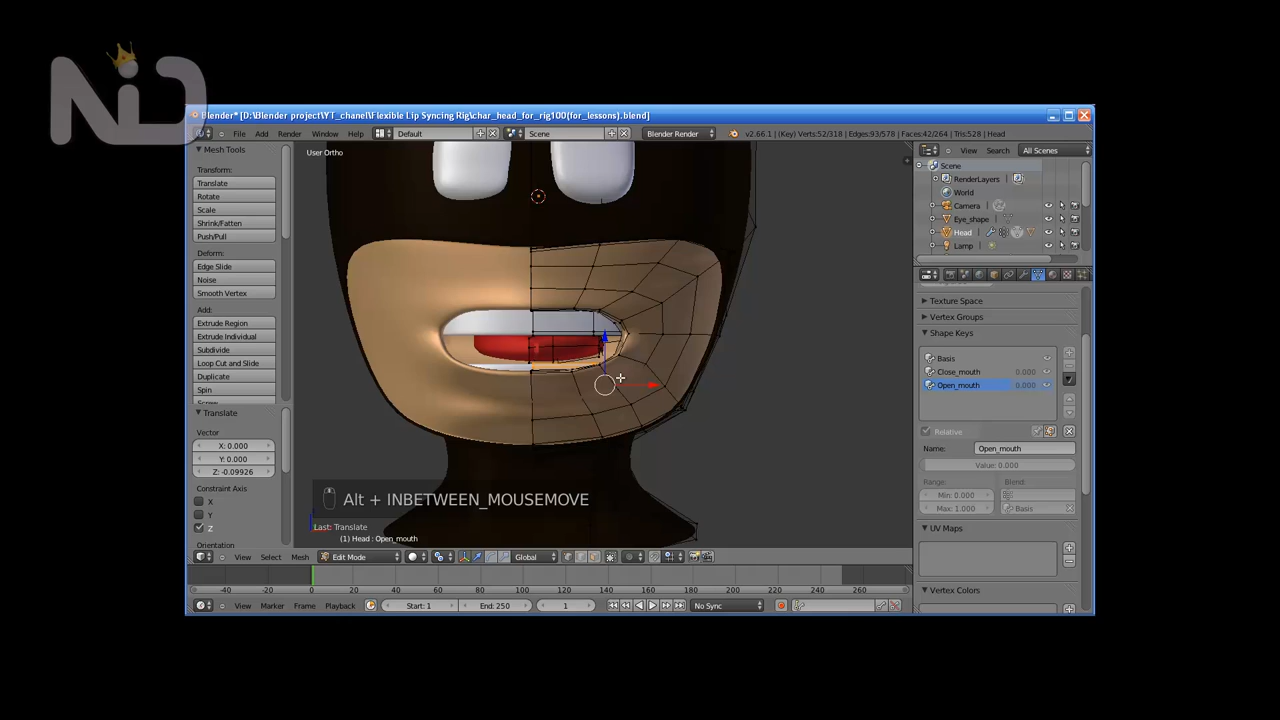 NiD
Blender* [D:\Blender project\YT_chanel\Flexible Lip Syncing Rig\char_head_for_rig100(for_lessons).blend]
File Add Render Window Help Default Scene Blender Render v2.66.1 | (Key) Verts:52/318 | Edges:93/578 | Faces:42/264 | Tris:528 | Head
Mesh Tools
Transform:
Translate
Rotate
Scale
Shrink/Fatten
Push/Pull
Deform:
Edge Slide
Noise
Smooth Vertex
Add:
Extrude Region
Extrude Individual
Subdivide
Loop Cut and Slide
Duplicate
Spin
Screw
Translate
Vector
X: 0.000
Y: 0.000
Z: -0.09926
Constraint Axis
X
Y
Z
Orientation
User Ortho
Alt + INBETWEEN_MOUSEMOVE
Last: Translate
(1) Head : Open_mouth
View Select Mesh Edit Mode Global
View Search All Scenes
Scene
RenderLayers
World
Camera
Eye_shape
Head
Lamp
Texture Space
Vertex Groups
Shape Keys
Basis
Close_mouth 0.000
Open_mouth 0.000
Relative
Name: Open_mouth
Value: 0.000
Range: Blend:
Min: 0.000
Max: 1.000 Basis
UV Maps
Vertex Colors
-40 -20 0 20 40 60 80 100 120 140 160 180 200 220 240 260
View Marker Frame Playback Start: 1 End: 250 1 No Sync